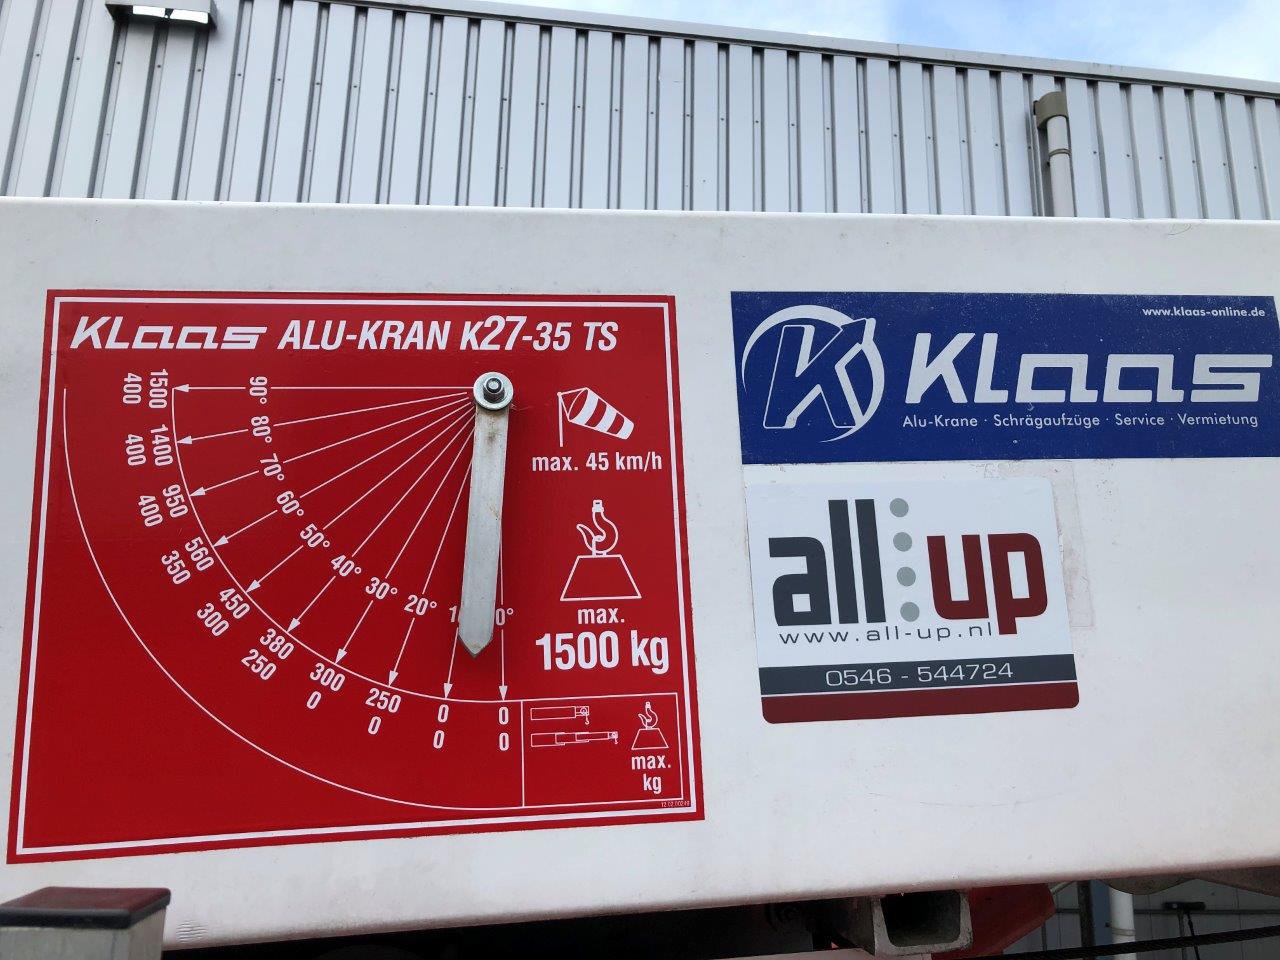 Klaas ALU-KRAN K27-35 TS
1500 400 90°
1400 400 80°
950 400 70°
560 350 60°
450 300 50°
380 250 40°
300 0 30°
250 0 20°
0 0
0 0
max. 45 km/h
max.
1500 kg
max.
kg
www.klaas-online.de
K Klaas
Alu-Krane · Schrägaufzüge · Service · Vermietung
all up
www.all-up.nl
0546 - 544724